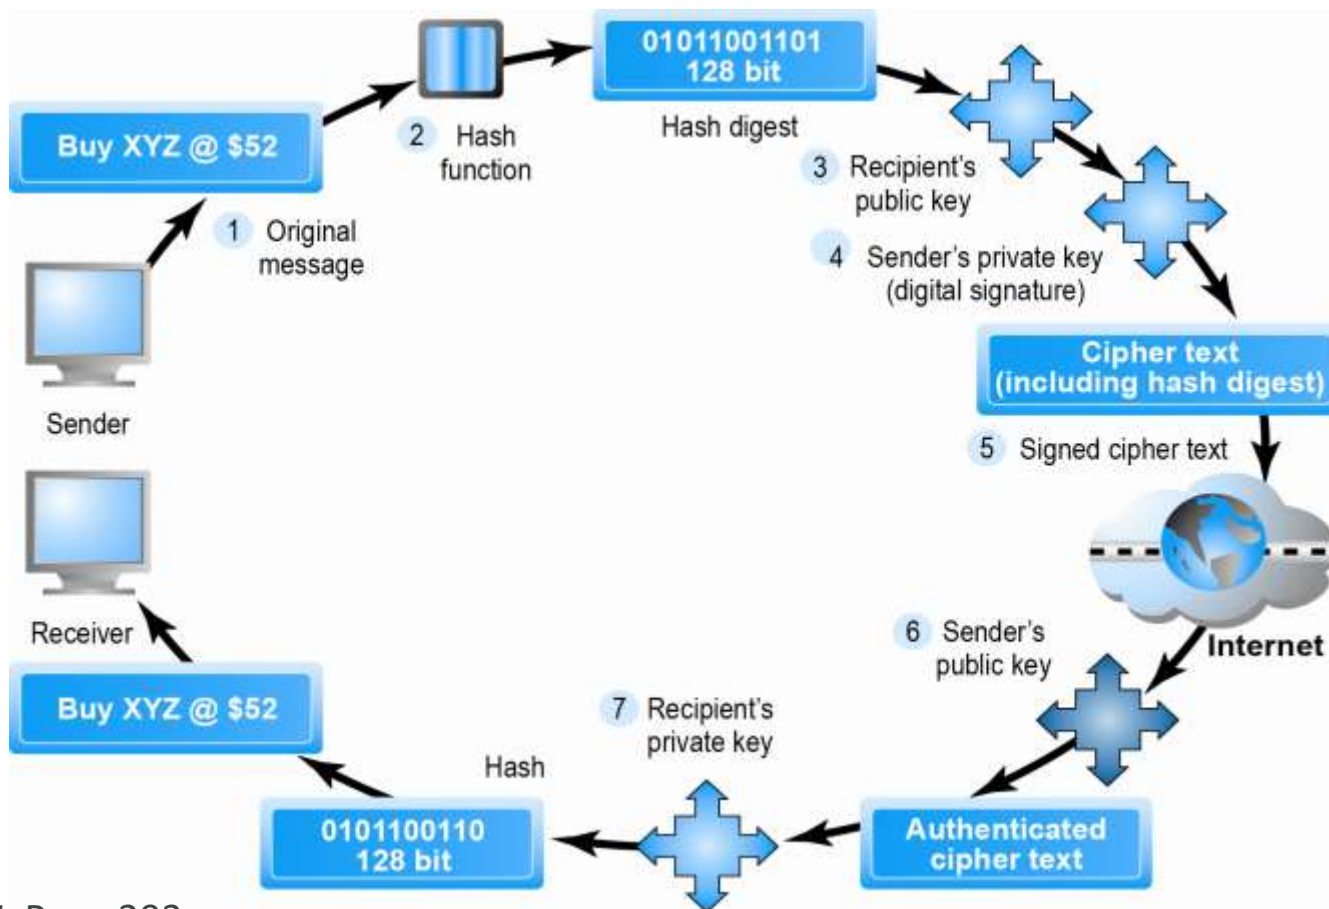 Buy XYZ @ $52
1 Original
message
Sender
2 Hash
function
01011001101
128 bit
Hash digest
3 Recipient's
public key
4 Sender's private key
(digital signature)
Cipher text
(including hash digest)
5 Signed cipher text
Internet
6 Sender's
public key
Authenticated
cipher text
7 Recipient's
private key
Hash
0101100110
128 bit
Buy XYZ @ $52
Receiver